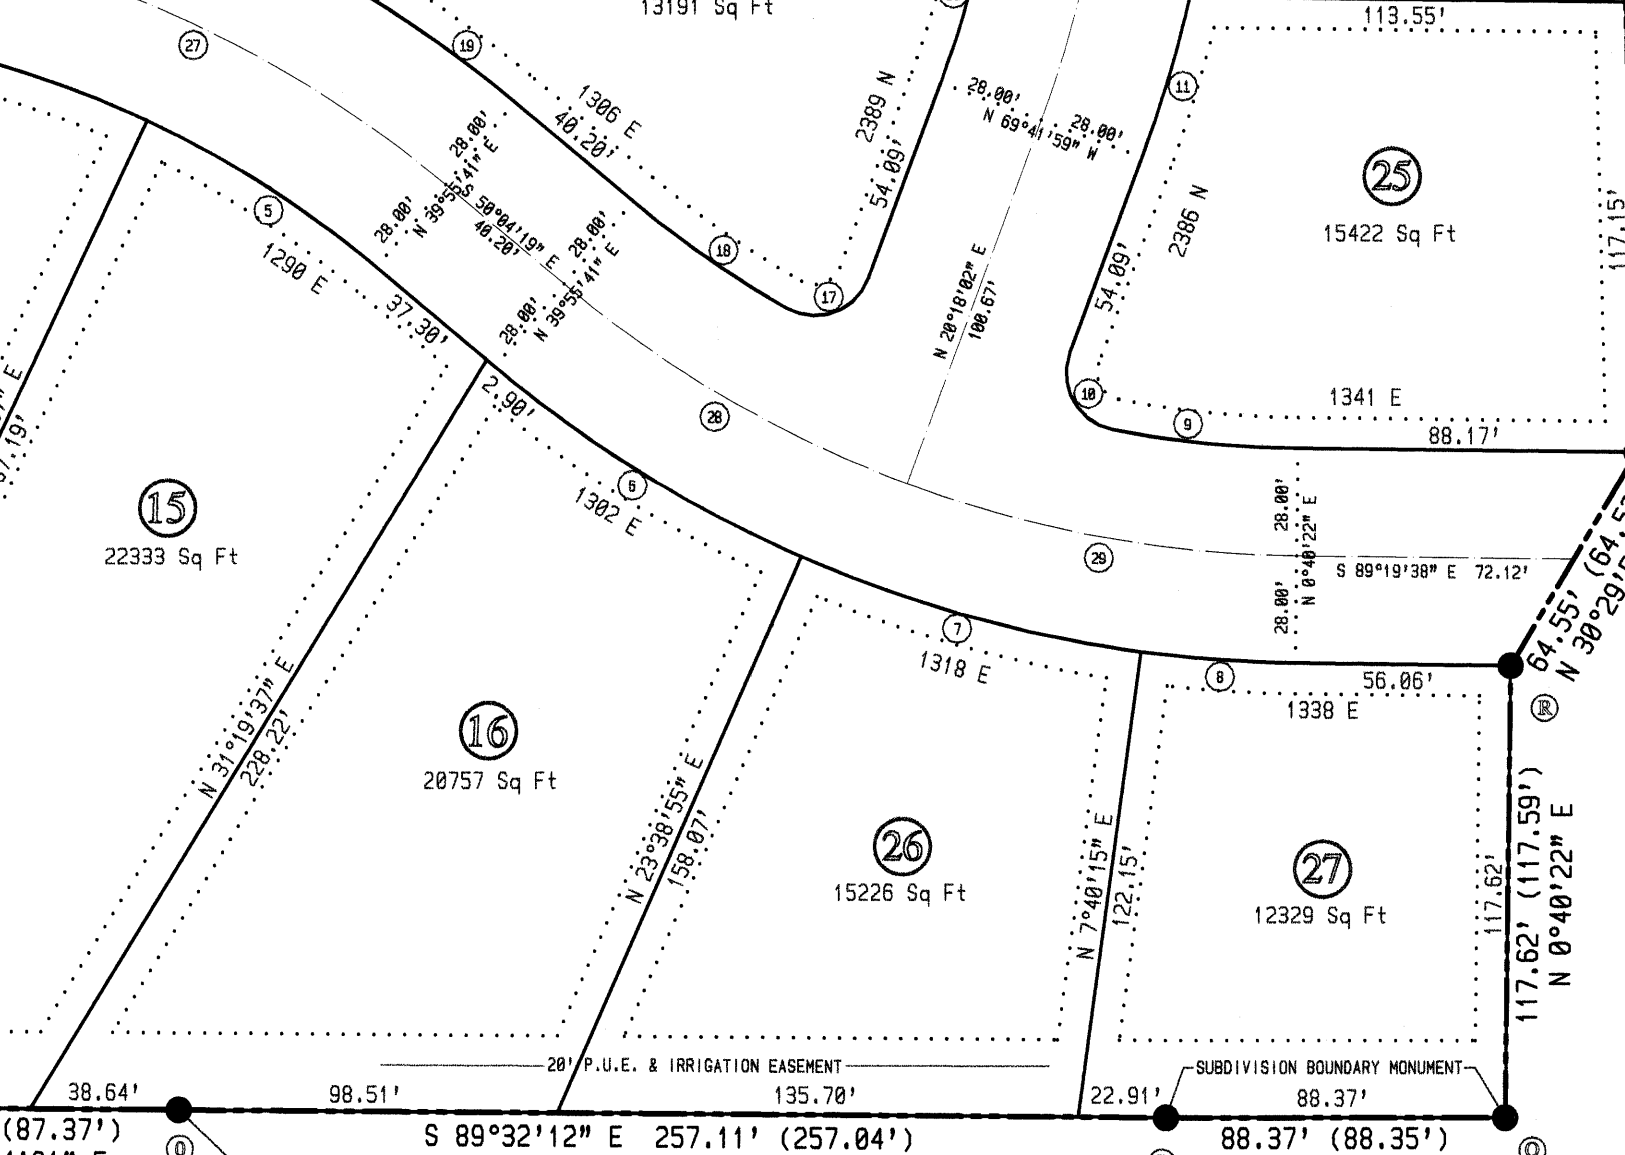 13191 Sq Ft
113.55'
27
19
11
1306 E
40.20'
2389 N
54.09'
28.00'
N 69°41'59" W
28.00'
25
15422 Sq Ft
117.15'
2386 N
54.09'
28.00'
N 39°55'41" E
28.00'
S 50°04'19" E
40.20'
28.00'
N 39°55'41" E
28.00'
5
1290 E
37.30'
18
17
N 20°18'02" E
100.67'
10
9
1341 E
88.17'
2.90'
28
6
1302 E
15
22333 Sq Ft
29
28.00'
N 0°40'22" E
28.00'
S 89°19'38" E 72.12'
64.55'
7
1318 E
8
56.06'
1338 E
R
N 31°19'37" E
228.22'
16
20757 Sq Ft
N 23°38'55" E
158.07'
26
15226 Sq Ft
N 7°40'15" E
122.15'
27
12329 Sq Ft
117.62'
117.62' (117.59')
N 0°40'22" E
20' P.U.E. & IRRIGATION EASEMENT
SUBDIVISION BOUNDARY MONUMENT
38.64'
98.51'
135.70'
22.91'
88.37'
(87.37')
S 89°32'12" E 257.11' (257.04')
88.37' (88.35')